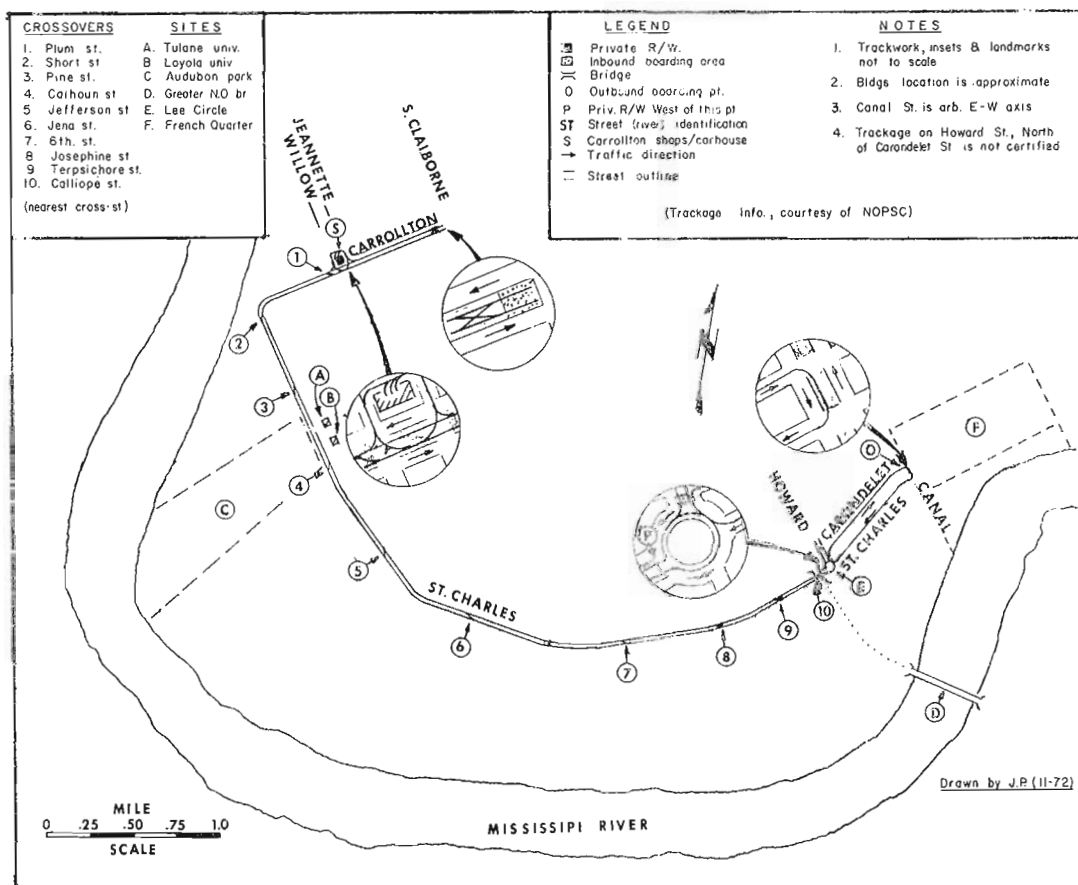 CROSSOVERS
1. Plum st.
2. Short st
3. Pine st.
4. Calhoun st
5 Jefferson st
6. Jena st.
7. 6th. st.
8 Josephine st
9 Terpsichore st.
10. Calliope st.
(nearest cross-st)
SITES
A. Tulane univ.
B Loyola univ
C Audubon park
D. Greater N.O br
E. Lee Circle
F. French Quarter
LEGEND
Private R/W.
Inbound boarding area
Bridge
O Outbound boarding pt.
P Priv. R/W West of this pt
ST Street (river) identification
S Carrollton shops/carhouse
Traffic direction
Street outline
NOTES
1. Trackwork, insets & landmarks
not to scale
2. Bldgs location is approximate
3. Canal St. is arb. E-W axis
4. Trackage on Howard St., North
of Carondelet St is not certified
(Trackage Info., courtesy of NOPSC)
JEANNETTE
WILLOW
S. CLAIBORNE
S
CARROLLTON
1
2
3
A
B
4
C
5
ST. CHARLES
6
7
8
9
10
N
HOWARD
CARONDELET
ST. CHARLES
CANAL
O
F
P
E
D
Drawn by J.P. (11-72)
MILE
0 .25 .50 .75 1.0
SCALE
MISSISSIPI RIVER